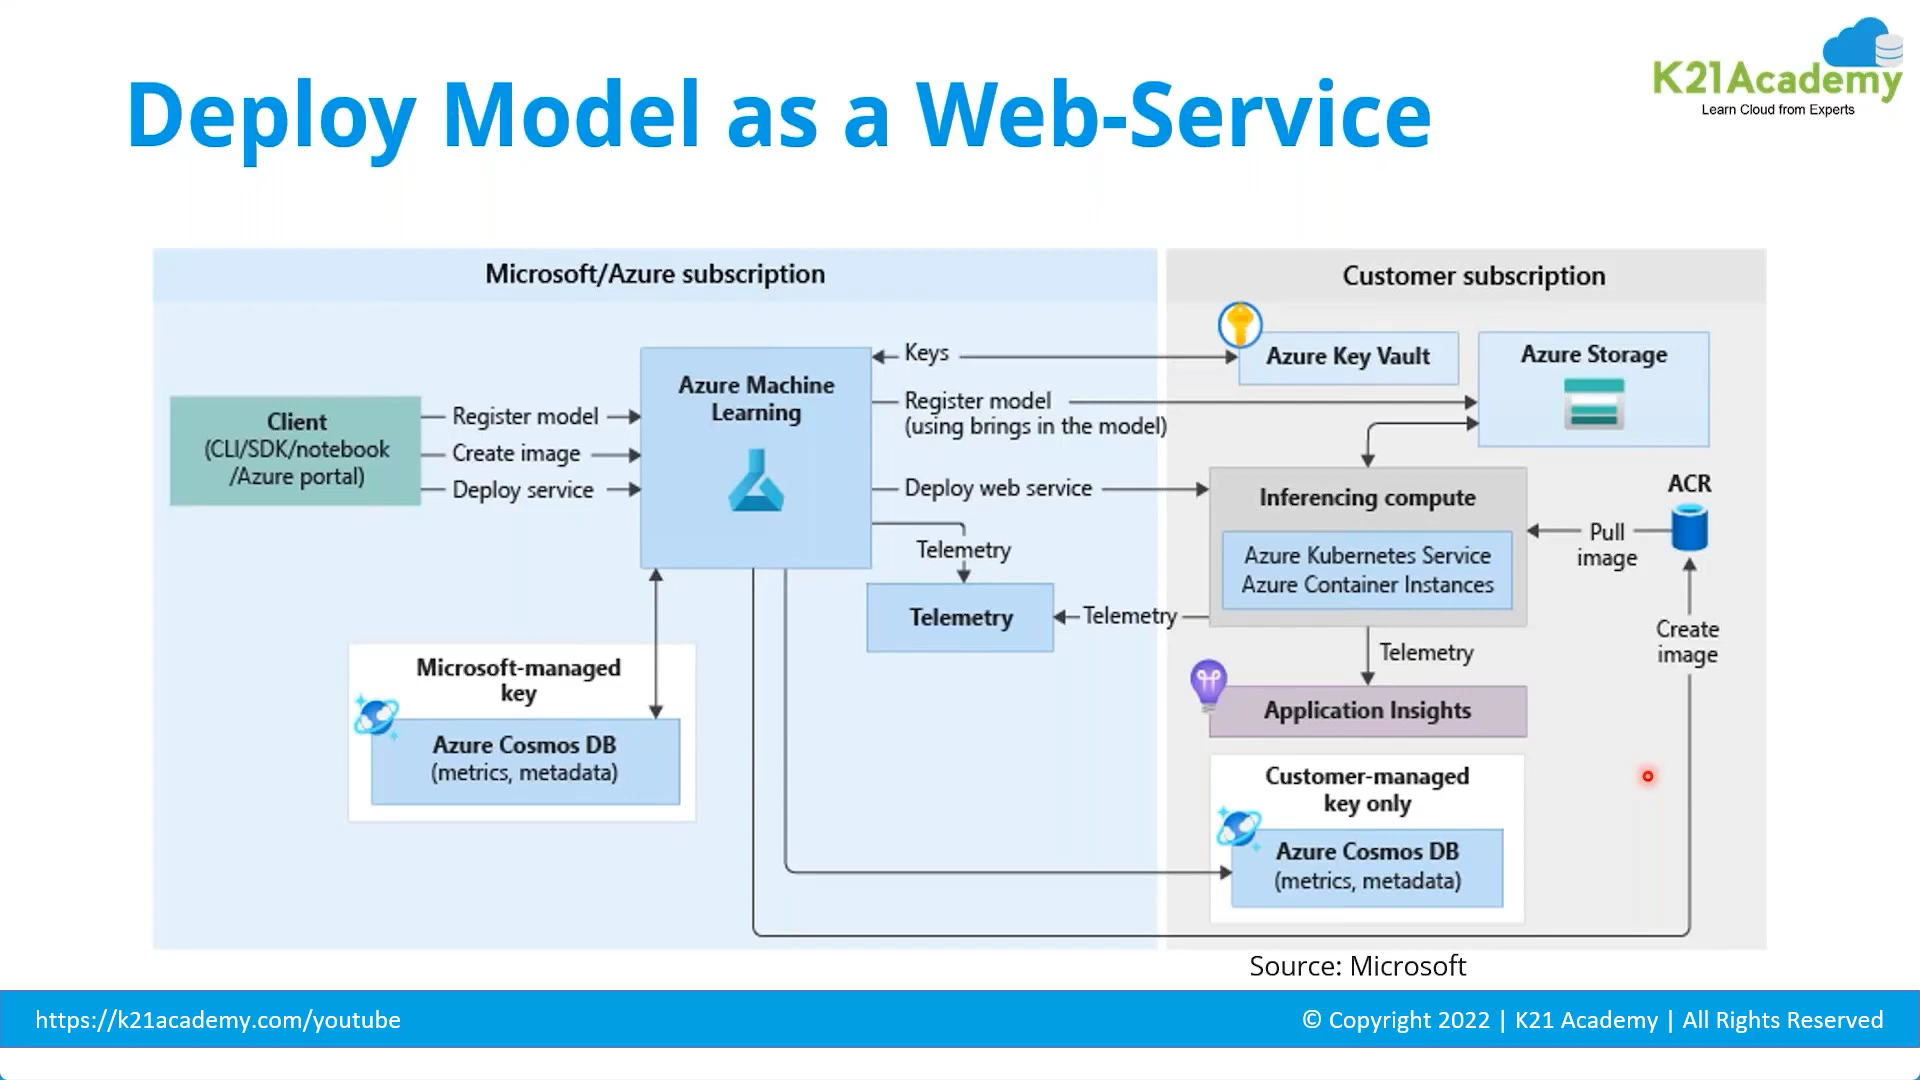 K21Academy
Learn Cloud from Experts
Deploy Model as a Web-Service
Microsoft/Azure subscription
Customer subscription
Client
(CLI/SDK/notebook
/Azure portal)
Register model
Create image
Deploy service
Azure Machine
Learning
Keys
Register model
(using brings in the model)
Deploy web service
Telemetry
Telemetry
Telemetry
Microsoft-managed
key
Azure Cosmos DB
(metrics, metadata)
Azure Key Vault
Azure Storage
Inferencing compute
Azure Kubernetes Service
Azure Container Instances
ACR
Pull
image
Create
image
Telemetry
Application Insights
Customer-managed
key only
Azure Cosmos DB
(metrics, metadata)
Source: Microsoft
https://k21academy.com/youtube
© Copyright 2022 | K21 Academy | All Rights Reserved